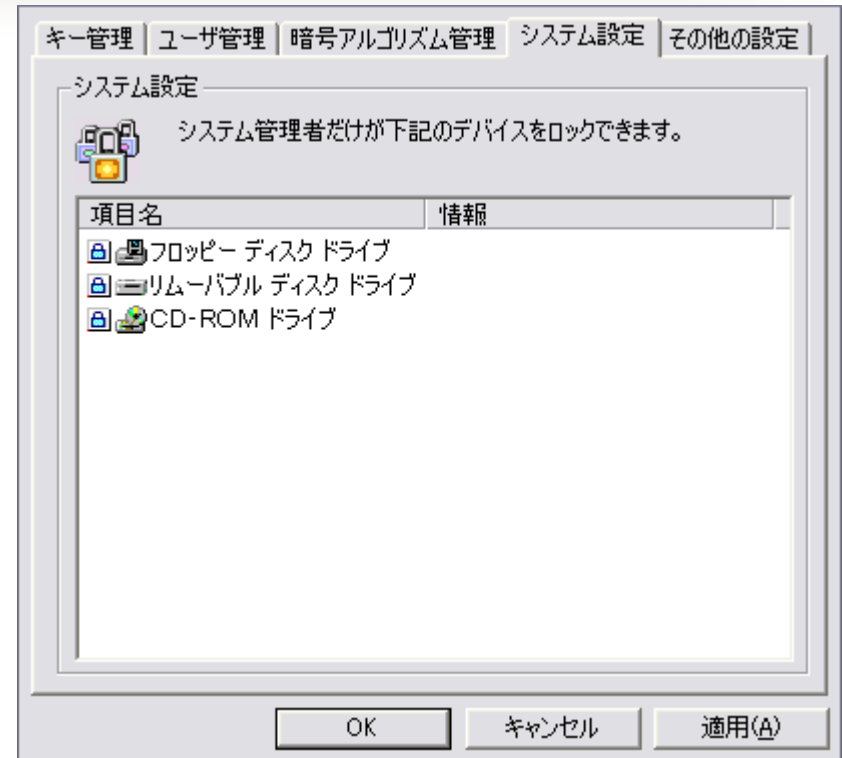 キー管理 ユーザ管理 暗号アルゴリズム管理 システム設定 その他の設定
システム設定
システム管理者だけが下記のデバイスをロックできます。
項目名 情報
フロッピー ディスク ドライブ
リムーバブル ディスク ドライブ
CD-ROM ドライブ
OK キャンセル 適用(A)